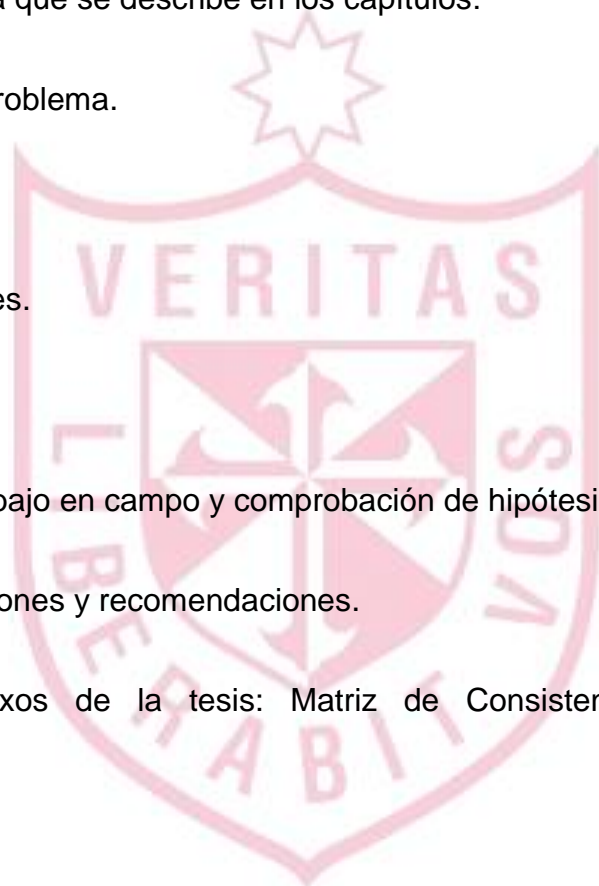 que se describe en los capítulos.
roblema.
es.
bajo en campo y comprobación de hipótesi
ones y recomendaciones.
xos de la tesis: Matriz de Consisten
VERITAS
LIBERABIT VOS